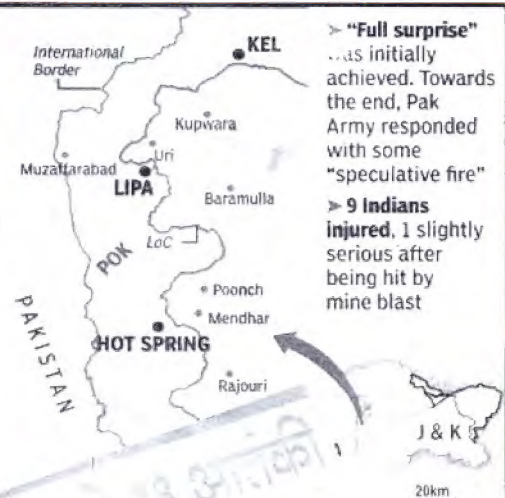 International
Border
KEL
Kupwara
Uri
Muzaffarabad
LIPA
Baramulla
LoC
POK
Poonch
Mendhar
HOT SPRING
PAKISTAN
Rajouri
J & K
20km
➤ “Full surprise”
was initially
achieved. Towards
the end, Pak
Army responded
with some
“speculative fire”
➤ 9 Indians
injured, 1 slightly
serious after
being hit by
mine blast